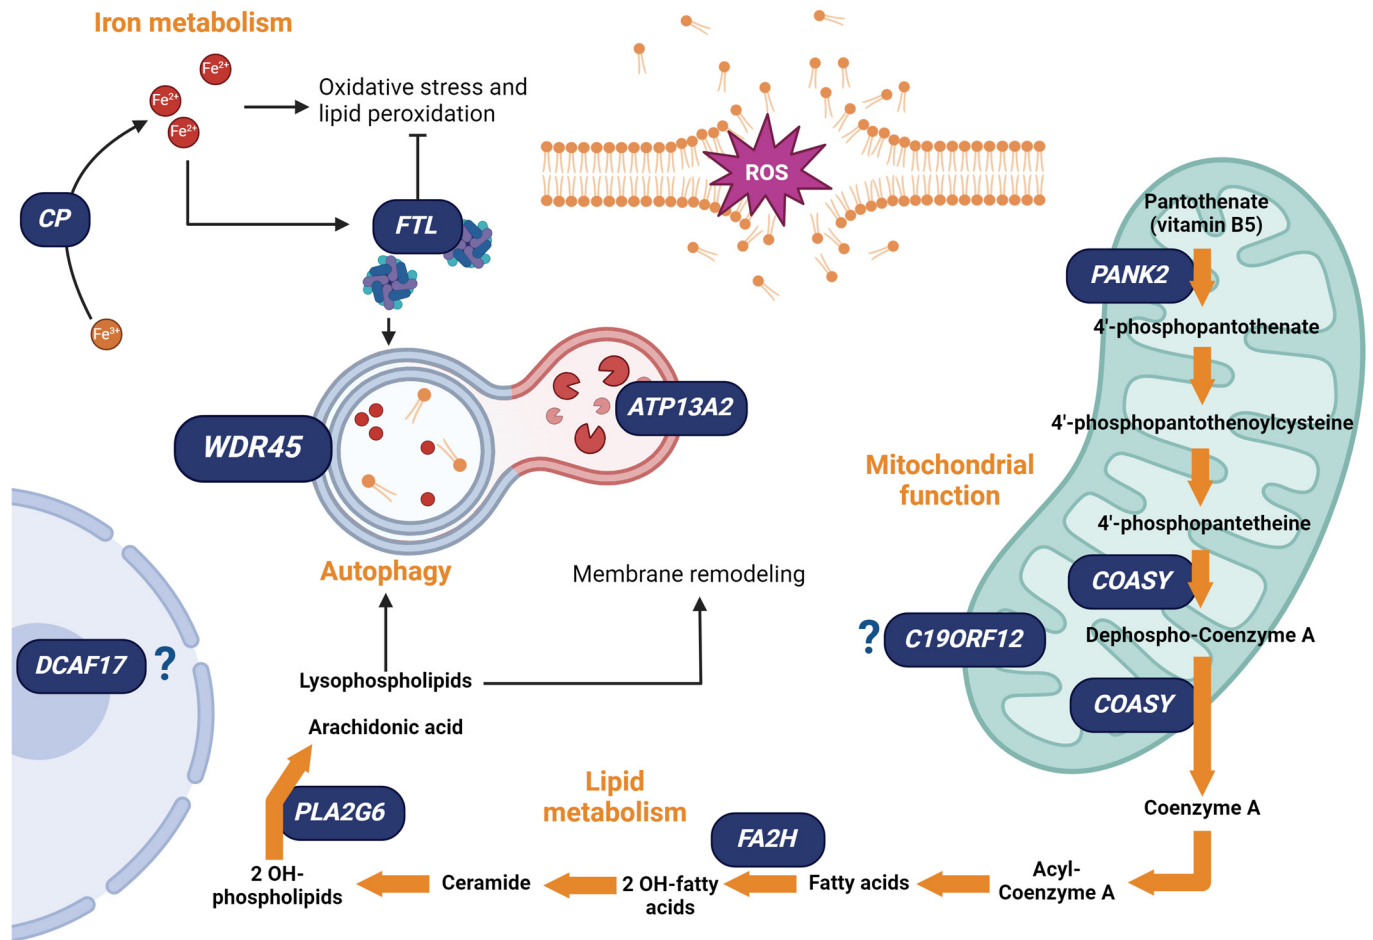 Iron metabolism
Fe2+
Fe2+
Fe2+
Oxidative stress and
lipid peroxidation
CP
FTL
Fe3+
ROS
Pantothenate
(vitamin B5)
PANK2
4'-phosphopantothenate
4'-phosphopantothenoylcysteine
4'-phosphopantetheine
COASY
Dephospho-Coenzyme A
COASY
Mitochondrial
function
? C19ORF12
WDR45
ATP13A2
Autophagy
Membrane remodeling
DCAF17 ?
Lysophospholipids
Arachidonic acid
PLA2G6
Lipid
metabolism
FA2H
Coenzyme A
Acyl-
Coenzyme A
Fatty acids
2 OH-fatty
acids
Ceramide
2 OH-
phospholipids